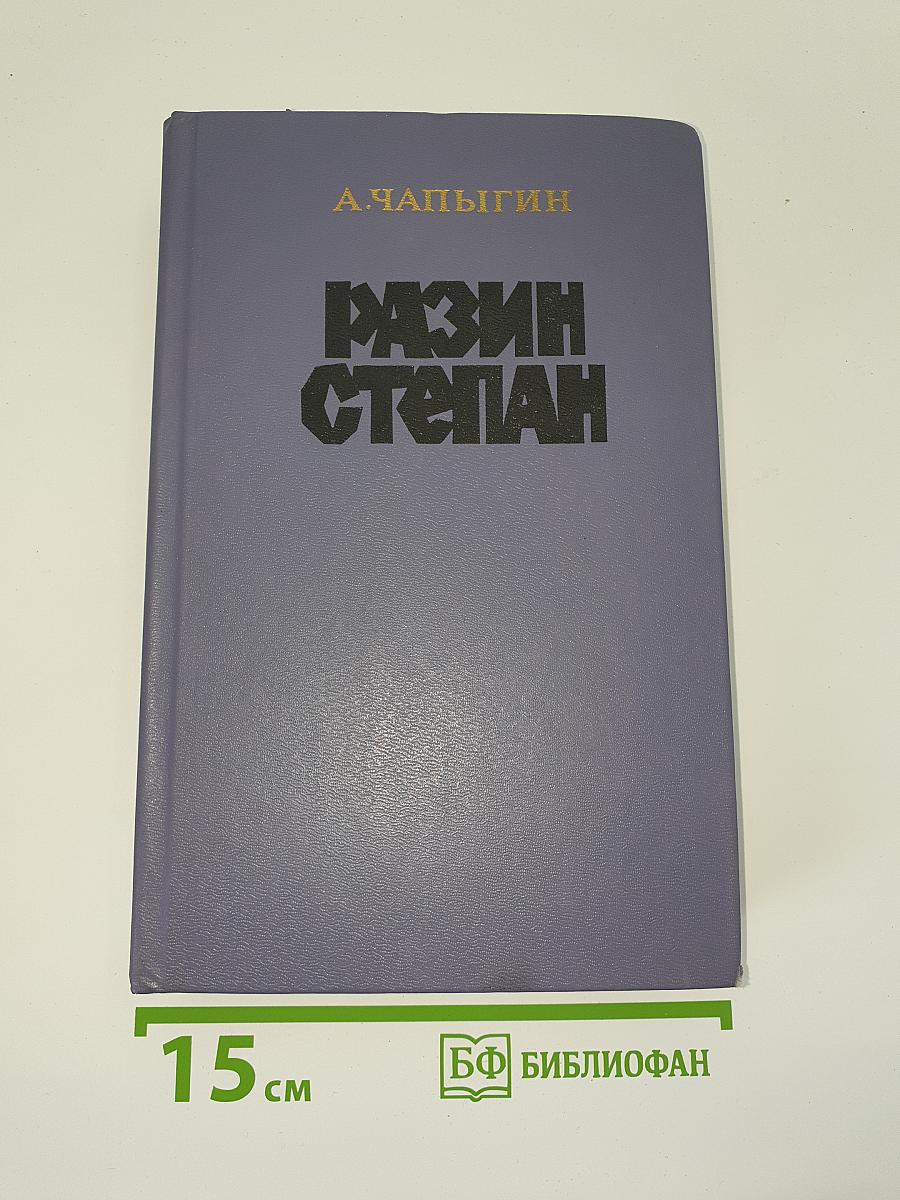 А. ЧАПЫГИН
РАЗИН
СТЕПАН
15 см
БФ БИБЛИОФАН